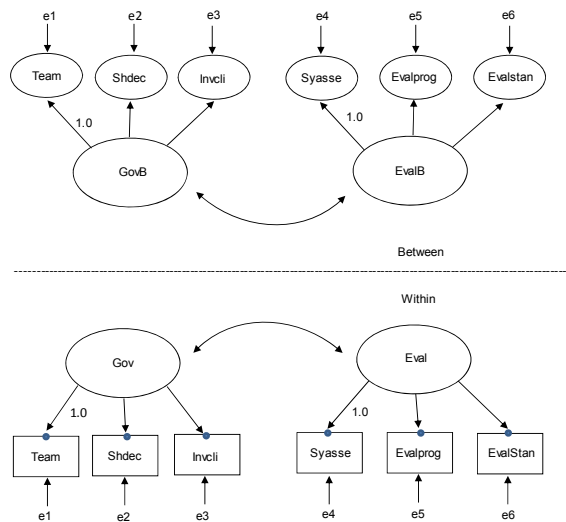 e1 e2 e3 e4 e5 e6
Team Shdec Invcli Syasse Evalprog Evalstan
1.0 1.0
GovB EvalB
Between
Within
Gov Eval
1.0 1.0
Team Shdec Invcli Syasse Evalprog EvalStan
e1 e2 e3 e4 e5 e6